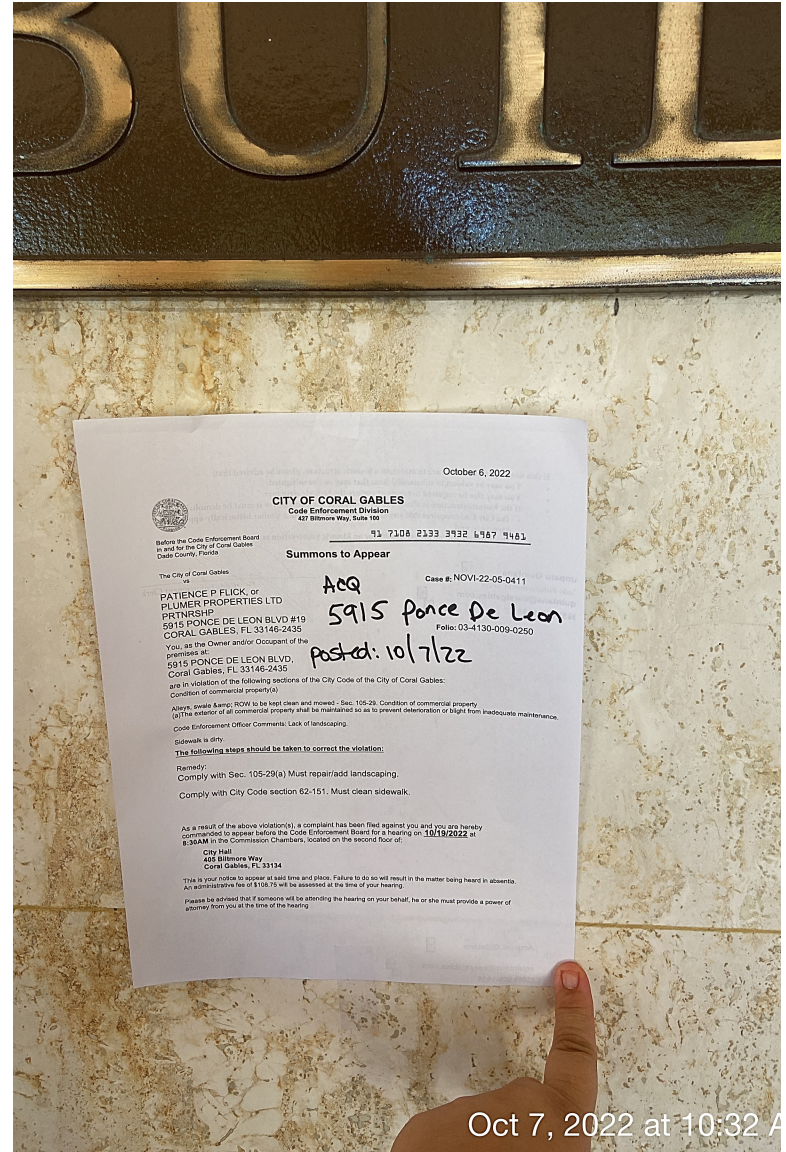 BUIL
October 6, 2022
CITY OF CORAL GABLES
Code Enforcement Division
427 Biltmore Way, Suite 100
91 7108 2133 3932 6987 9481
Before the Code Enforcement Board
in and for the City of Coral Gables
Dade County, Florida
Summons to Appear
The City of Coral Gables
vs
Case #: NOVI-22-05-0411
PATIENCE P FLICK, or
PLUMER PROPERTIES LTD
PRTNRSHP
5915 PONCE DE LEON BLVD #19
CORAL GABLES, FL 33146-2435
ACQ
5915 Ponce De Leon
Folio: 03-4130-009-0250
posted: 10/7/22
You, as the Owner and/or Occupant of the
premises at:
5915 PONCE DE LEON BLVD,
Coral Gables, FL 33146-2435
are in violation of the following sections of the City Code of the City of Coral Gables:
Condition of commercial property(a)
Alleys, swale &amp; ROW to be kept clean and mowed - Sec. 105-29. Condition of commercial property
(a)The exterior of all commercial property shall be maintained so as to prevent deterioration or blight from inadequate maintenance.
Code Enforcement Officer Comments: Lack of landscaping.
Sidewalk is dirty.
The following steps should be taken to correct the violation:
Remedy:
Comply with Sec. 105-29(a) Must repair/add landscaping.
Comply with City Code section 62-151. Must clean sidewalk.
As a result of the above violation(s), a complaint has been filed against you and you are hereby
commanded to appear before the Code Enforcement Board for a hearing on 10/19/2022 at
8:30AM in the Commission Chambers, located on the second floor of:
City Hall
405 Biltmore Way
Coral Gables, FL 33134
This is your notice to appear at said time and place. Failure to do so will result in the matter being heard in absentia.
An administrative fee of $108.75 will be assessed at the time of your hearing.
Please be advised that if someone will be attending the hearing on your behalf, he or she must provide a power of
attorney from you at the time of the hearing
Oct 7, 2022 at 10:32 A